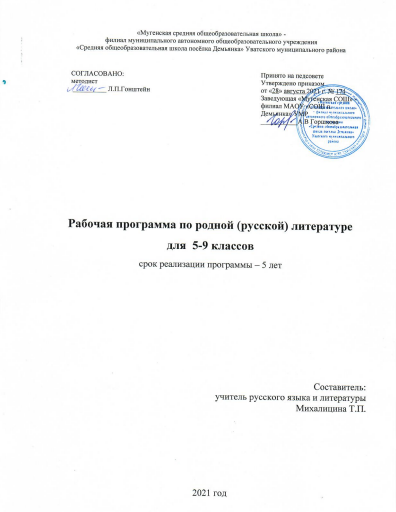 «Мугенская средняя общеобразовательная школа» -
филиал муниципального автономного общеобразовательного учреждения
«Средняя общеобразовательная школа посёлка Демьянка» Уватского муниципального района
СОГЛАСОВАНО:
методист
Л.П.Гонштейн
Принято на педсовете
Утверждено приказом
от «28» августа 2021 г. №
Заведующая «Мугенская СОШ» -
филиал МАОУ «СОШ п.
Демьянка» УМР
А.В Горшкова
Рабочая программа по родной (русской) литературе
для 5-9 классов
срок реализации программы – 5 лет
Составитель:
учитель русского языка и литературы
Михалицина Т.П.
2021 год